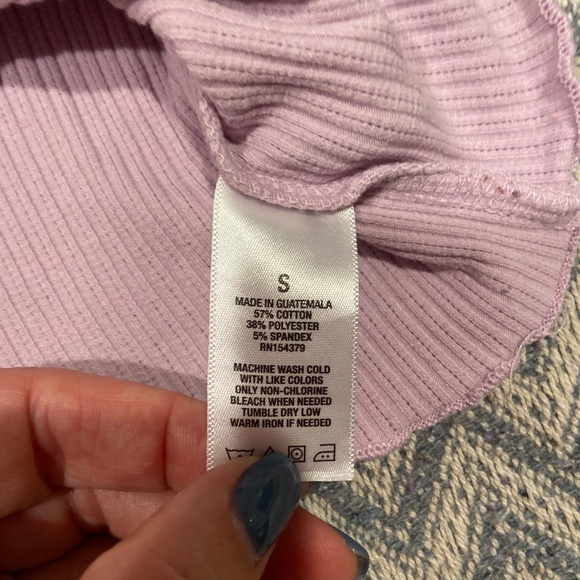 S
MADE IN GUATEMALA
57% COTTON
38% POLYESTER
5% SPANDEX
RN154379
MACHINE WASH COLD
WITH LIKE COLORS
ONLY NON-CHLORINE
BLEACH WHEN NEEDED
TUMBLE DRY LOW
WARM IRON IF NEEDED